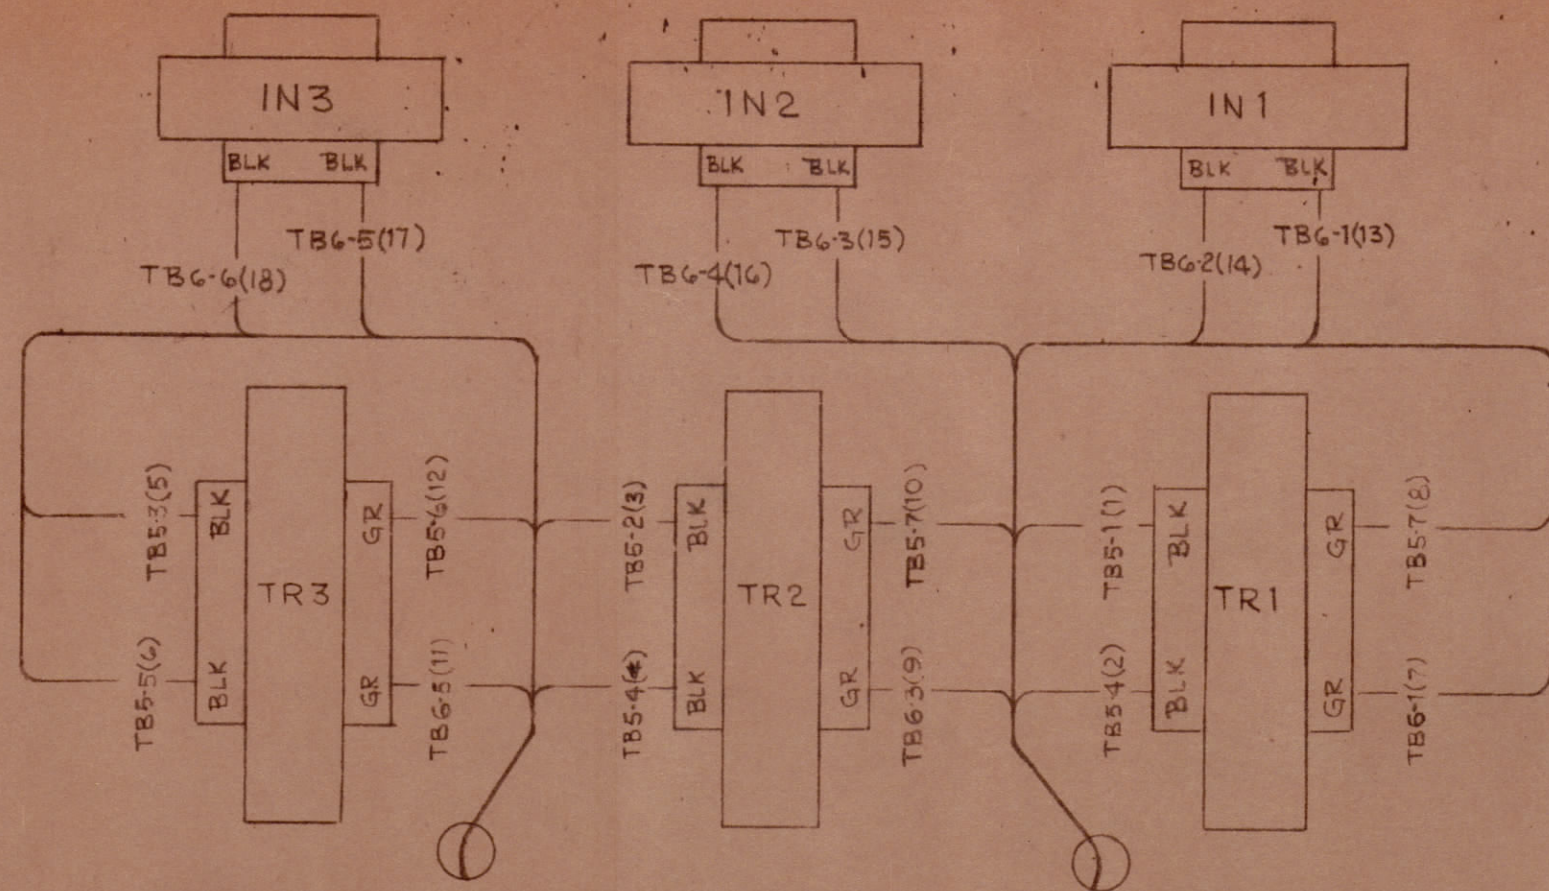 IN3
IN2
IN1
BLK BLK
BLK BLK
BLK BLK
TB6-5(17)
TB6-6(18)
TB6-3(15)
TB6-4(16)
TB6-1(13)
TB6-2(14)
TB5-3(5)
BLK
GR
TB5-6(12)
TR3
TB5-5(6)
BLK
GR
TB6-5(11)
TB5-2(3)
BLK
GR
TB5-7(10)
TR2
TB5-4(4)
BLK
GR
TB6-3(9)
TB5-1(1)
BLK
GR
TB5-7(8)
TR1
TB5-4(2)
BLK
GR
TB6-1(7)